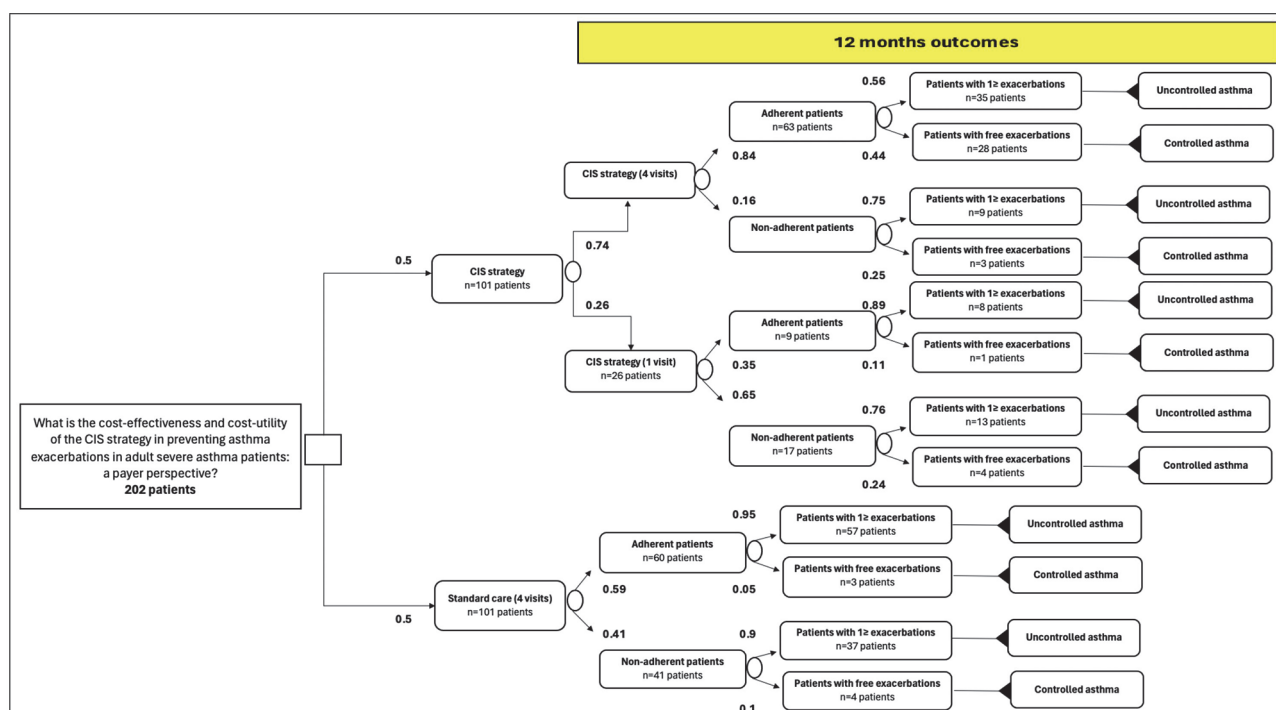 12 months outcomes
0.56
Patients with 1≥ exacerbations
n=35 patients
Uncontrolled asthma
Adherent patients
n=63 patients
Patients with free exacerbations
n=28 patients
Controlled asthma
0.84
0.44
CIS strategy (4 visits)
0.16
0.75
Patients with 1≥ exacerbations
n=9 patients
Uncontrolled asthma
Non-adherent patients
0.74
Patients with free exacerbations
n=3 patients
Controlled asthma
0.5
CIS strategy
n=101 patients
0.25
0.26
0.89
Patients with 1≥ exacerbations
n=8 patients
Uncontrolled asthma
Adherent patients
n=9 patients
Patients with free exacerbations
n=1 patients
Controlled asthma
CIS strategy (1 visit)
n=26 patients
0.35
0.11
0.65
0.76
Patients with 1≥ exacerbations
n=13 patients
Uncontrolled asthma
Non-adherent patients
n=17 patients
Patients with free exacerbations
n=4 patients
Controlled asthma
0.24
What is the cost-effectiveness and cost-utility
of the CIS strategy in preventing asthma
exacerbations in adult severe asthma patients:
a payer perspective?
202 patients
0.95
Patients with 1≥ exacerbations
n=57 patients
Uncontrolled asthma
Adherent patients
n=60 patients
Patients with free exacerbations
n=3 patients
Controlled asthma
0.59
0.05
Standard care (4 visits)
n=101 patients
0.5
0.41
0.9
Patients with 1≥ exacerbations
n=37 patients
Uncontrolled asthma
Non-adherent patients
n=41 patients
Patients with free exacerbations
n=4 patients
Controlled asthma
0.1